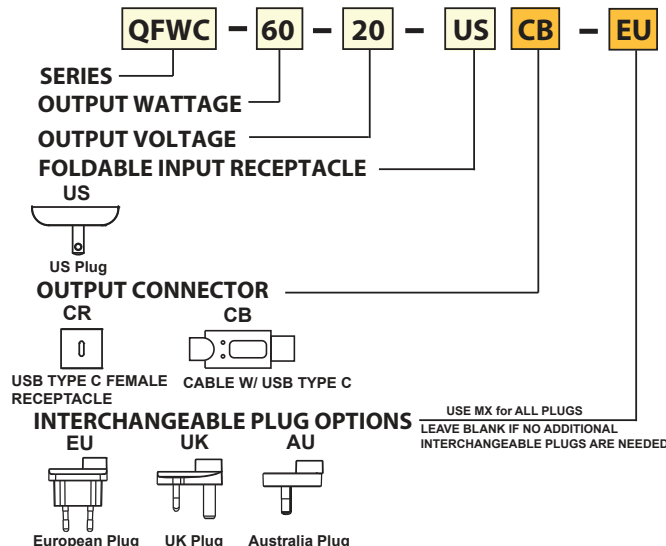 QFWC – 60 – 20 – US CB – EU
SERIES
OUTPUT WATTAGE
OUTPUT VOLTAGE
FOLDABLE INPUT RECEPTACLE
US
US Plug
OUTPUT CONNECTOR
CR CB
USB TYPE C FEMALE RECEPTACLE
CABLE W/ USB TYPE C
INTERCHANGEABLE PLUG OPTIONS
USE MX for ALL PLUGS
LEAVE BLANK IF NO ADDITIONAL
INTERCHANGEABLE PLUGS ARE NEEDED
EU UK AU
European Plug UK Plug Australia Plug